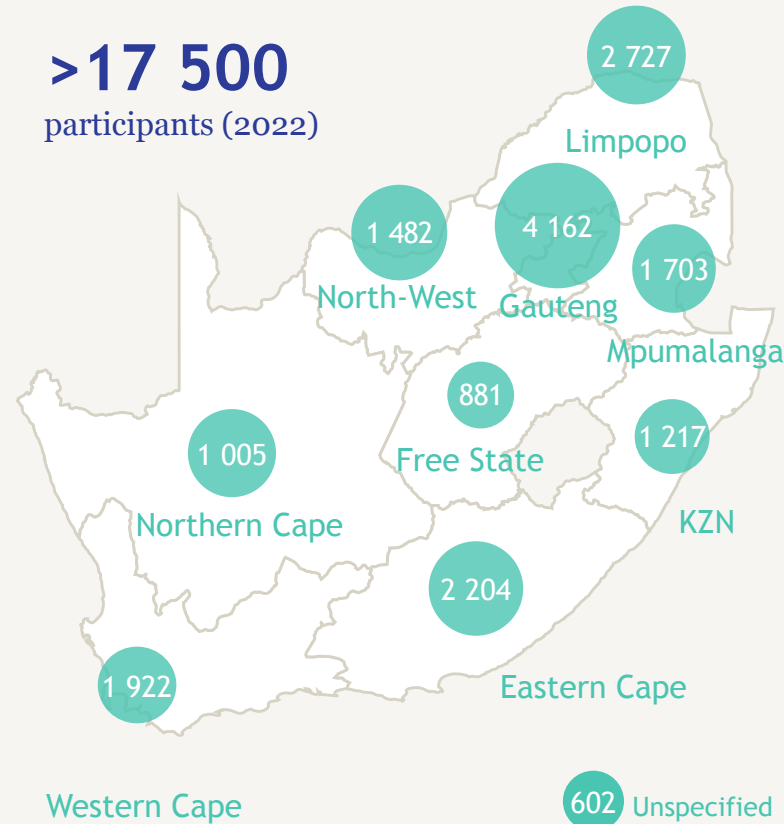 >17 500
participants (2022)
2 727
Limpopo
1 482
North-West
4 162
Gauteng
1 703
Mpumalanga
881
Free State
1 217
KZN
1 005
Northern Cape
2 204
Eastern Cape
1 922
Western Cape
602 Unspecified